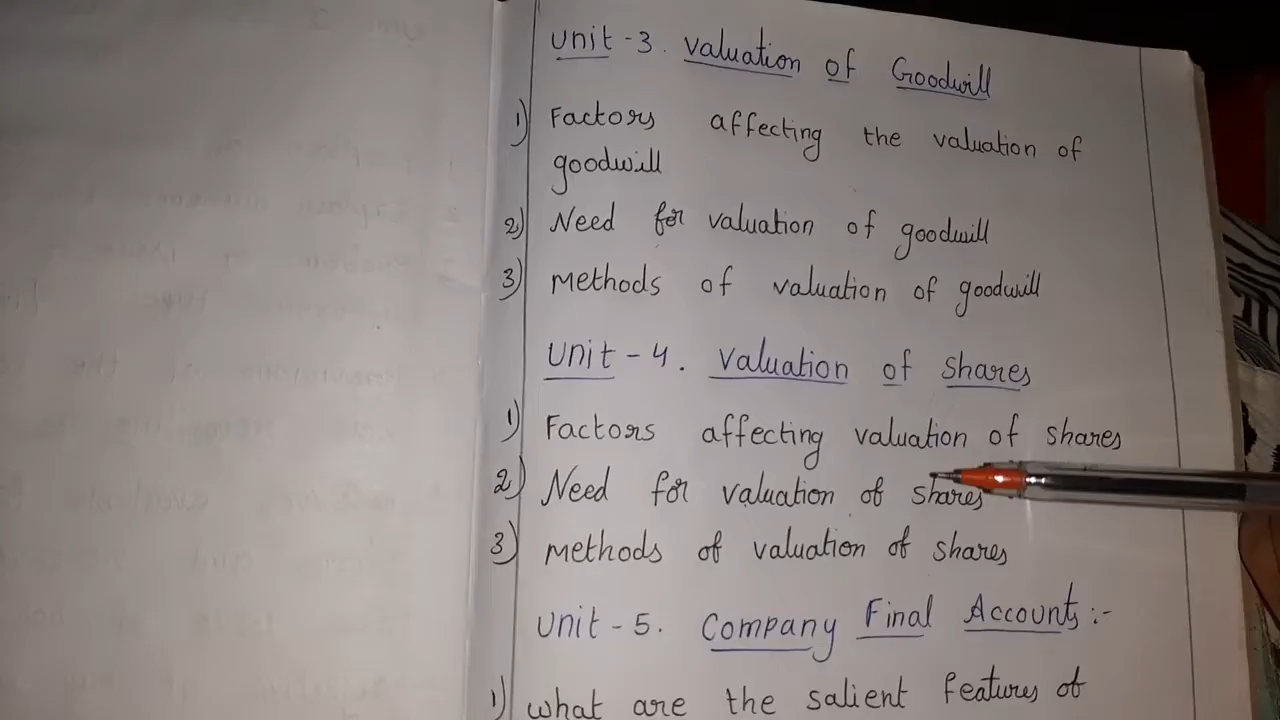 Unit - 3. Valuation of Goodwill
1) Factors affecting the valuation of
goodwill
2) Need for valuation of goodwill
3) methods of valuation of goodwill
Unit - 4. Valuation of Shares
1) Factors affecting valuation of shares
2) Need for valuation of shares
3) methods of valuation of shares
Unit - 5. Company Final Accounts :-
1) what are the salient features of